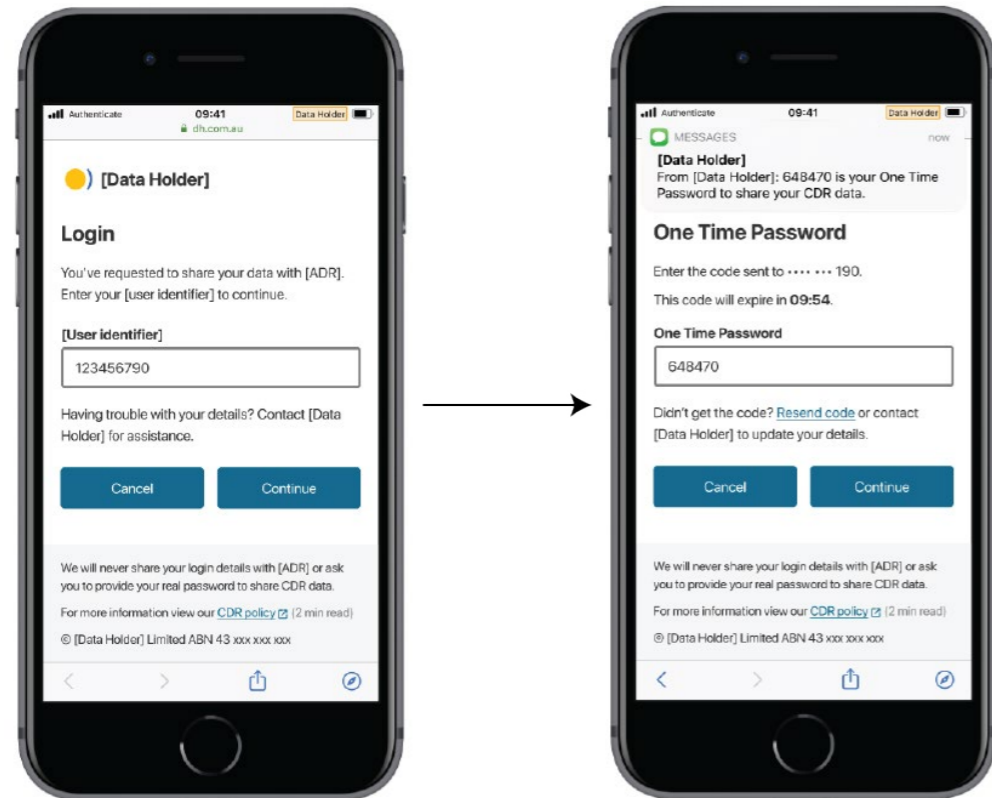 Authenticate 09:41 Data Holder
dh.com.au
[Data Holder]
Login
You've requested to share your data with [ADR].
Enter your [user identifier] to continue.
[User identifier]
123456790
Having trouble with your details? Contact [Data
Holder] for assistance.
Cancel Continue
We will never share your login details with [ADR] or ask
you to provide your real password to share CDR data.
For more information view our CDR policy (2 min read)
© [Data Holder] Limited ABN 43 xxx xxx xxx
Authenticate 09:41 Data Holder
MESSAGES now
[Data Holder]
From [Data Holder]: 648470 is your One Time
Password to share your CDR data.
One Time Password
Enter the code sent to ···· ··· 190.
This code will expire in 09:54.
One Time Password
648470
Didn't get the code? Resend code or contact
[Data Holder] to update your details.
Cancel Continue
We will never share your login details with [ADR] or ask
you to provide your real password to share CDR data.
For more information view our CDR policy (2 min read)
© [Data Holder] Limited ABN 43 xxx xxx xxx